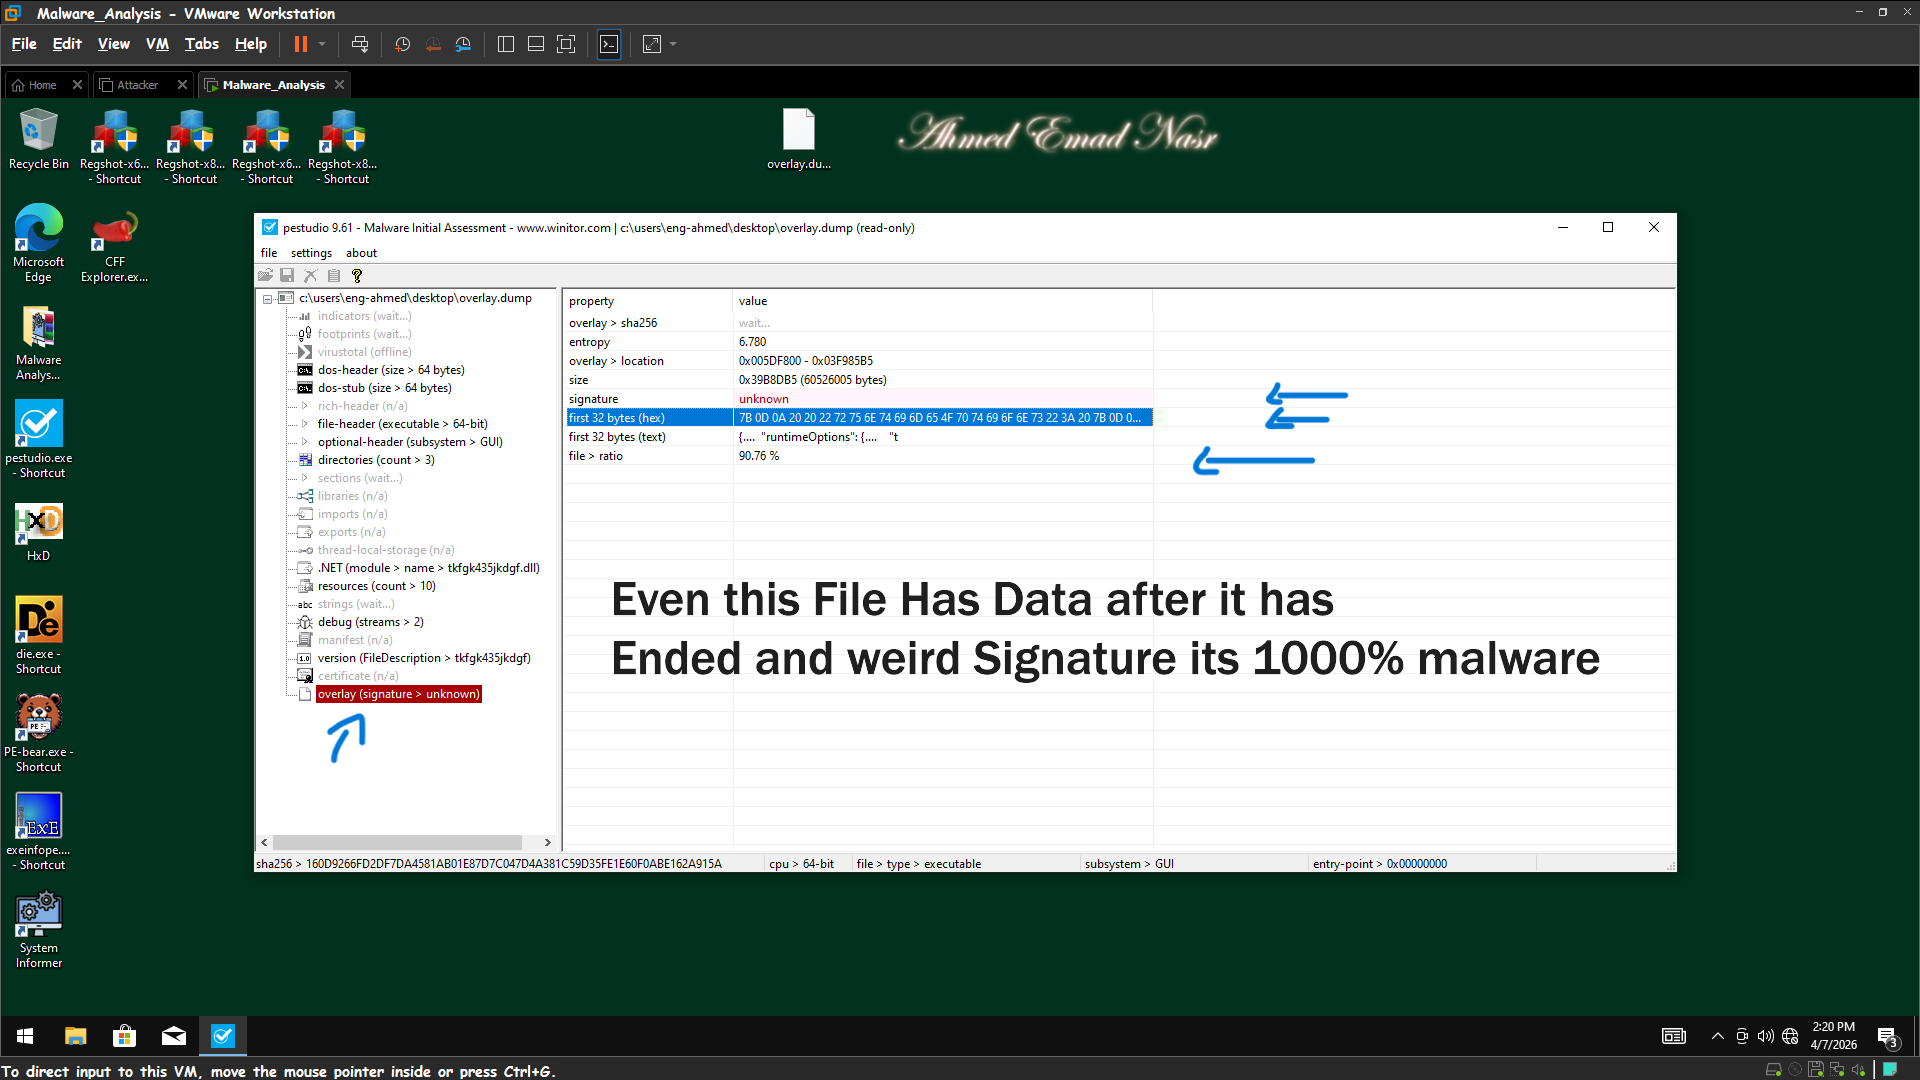 Malware_Analysis - VMware Workstation
File Edit View VM Tabs Help
Home
Attacker
Malware_Analysis
Recycle Bin
Regshot-x6... - Shortcut
Regshot-x8... - Shortcut
Regshot-x6... - Shortcut
Regshot-x8... - Shortcut
overlay.du...
Ahmed Emad Nasr
Microsoft Edge
CFF Explorer.ex...
Malware Analys...
pestudio.exe - Shortcut
HxD
die.exe - Shortcut
PE-bear.exe - Shortcut
exeinfope.... - Shortcut
System Informer
pestudio 9.61 - Malware Initial Assessment - www.winitor.com | c:\users\eng-ahmed\desktop\overlay.dump (read-only)
file settings about
c:\users\eng-ahmed\desktop\overlay.dump
indicators (wait...)
footprints (wait...)
virustotal (offline)
dos-header (size > 64 bytes)
dos-stub (size > 64 bytes)
rich-header (n/a)
file-header (executable > 64-bit)
optional-header (subsystem > GUI)
directories (count > 3)
sections (wait...)
libraries (n/a)
imports (n/a)
exports (n/a)
thread-local-storage (n/a)
.NET (module > name > tkfgk435jkdgf.dll)
resources (count > 10)
abc strings (wait...)
debug (streams > 2)
manifest (n/a)
1.0 version (FileDescription > tkfgk435jkdgf)
certificate (n/a)
overlay (signature > unknown)
property value
overlay > sha256 wait...
entropy 6.780
overlay > location 0x005DF800 - 0x03F985B5
size 0x39B8DB5 (60526005 bytes)
signature unknown
first 32 bytes (hex) 7B 0D 0A 20 20 22 72 75 6E 74 69 6D 65 4F 70 74 69 6F 6E 73 22 3A 20 7B 0D 0...
first 32 bytes (text) {.... "runtimeOptions": {.... "t
file > ratio 90.76 %
Even this File Has Data after it has
Ended and weird Signature its 1000% malware
sha256 > 160D9266FD2DF7DA4581AB01E87D7C047D4A381C59D35FE1E60F0ABE162A915A cpu > 64-bit file > type > executable subsystem > GUI entry-point > 0x00000000
2:20 PM
4/7/2026
3
To direct input to this VM, move the mouse pointer inside or press Ctrl+G.